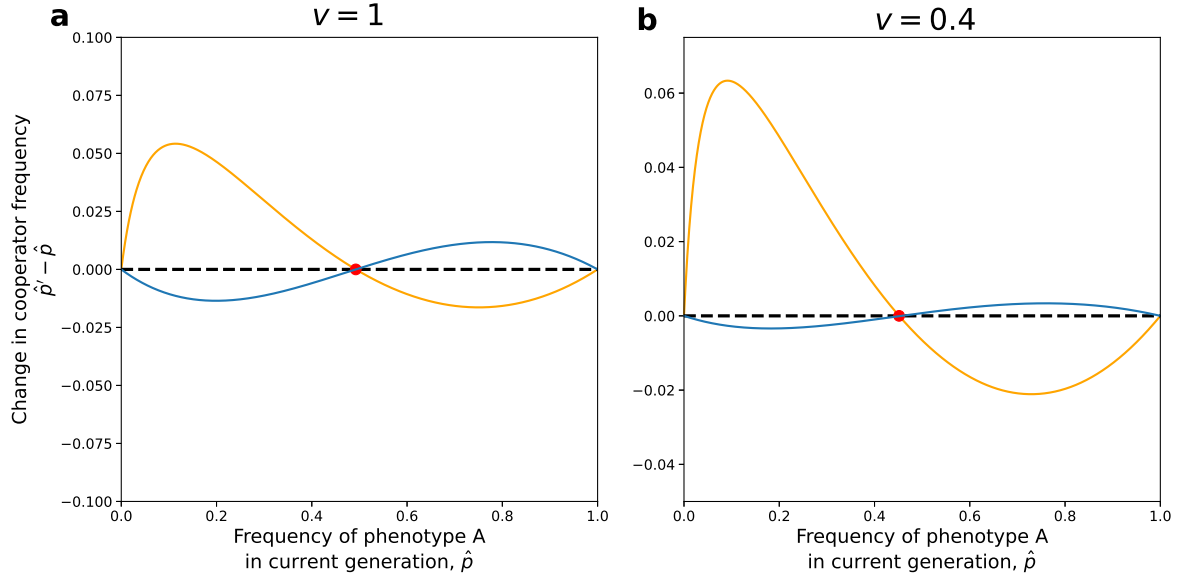 a
v = 1
0.100
0.075
0.050
0.025
0.000
−0.025
−0.050
−0.075
−0.100
0.0 0.2 0.4 0.6 0.8 1.0
Change in cooperator frequency
p̂′ − p̂
Frequency of phenotype A
in current generation, p̂
b
v = 0.4
0.06
0.04
0.02
0.00
−0.02
−0.04
0.0 0.2 0.4 0.6 0.8 1.0
Frequency of phenotype A
in current generation, p̂